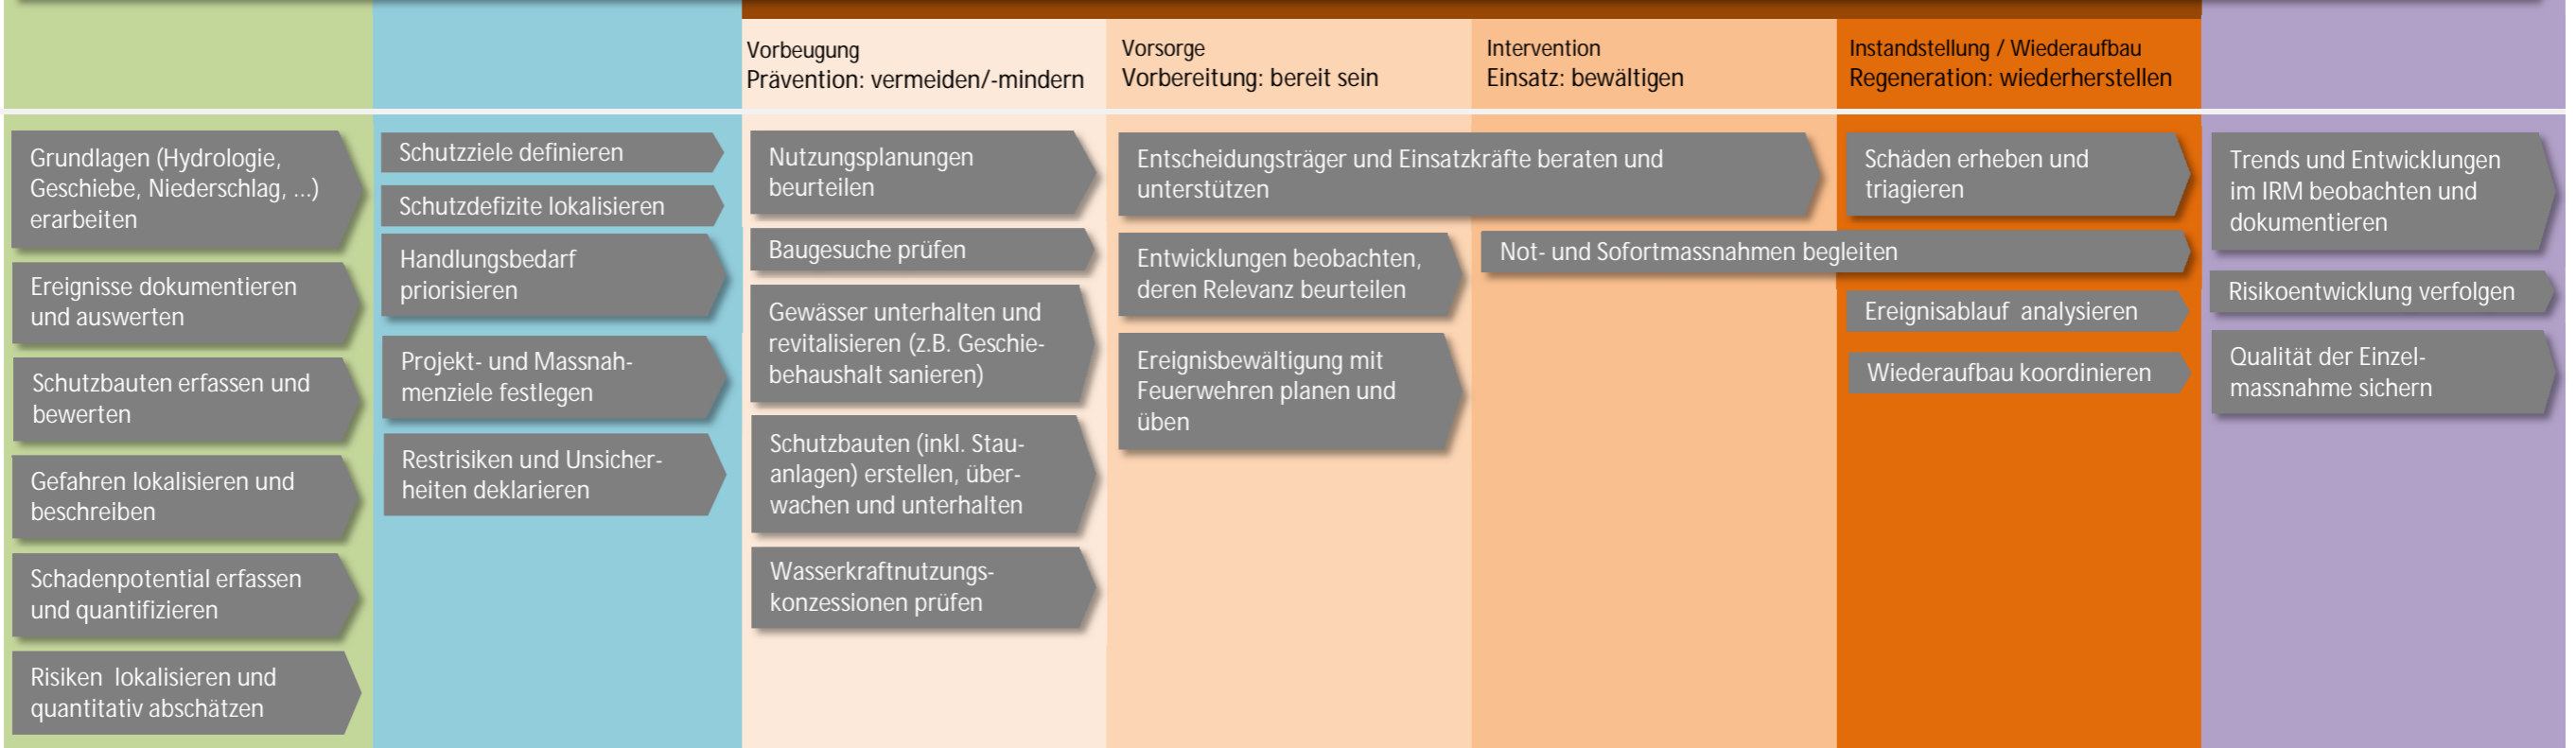 Vorbeugung
Prävention: vermeiden/-mindern
Vorsorge
Vorbereitung: bereit sein
Intervention
Einsatz: bewältigen
Instandstellung / Wiederaufbau
Regeneration: wiederherstellen
Grundlagen (Hydrologie,
Geschiebe, Niederschlag, ...)
erarbeiten
Ereignisse dokumentieren
und auswerten
Schutzbauten erfassen und
bewerten
Gefahren lokalisieren und
beschreiben
Schadenpotential erfassen
und quantifizieren
Risiken lokalisieren und
quantitativ abschätzen
Schutzziele definieren
Schutzdefizite lokalisieren
Handlungsbedarf
priorisieren
Projekt- und Massnah-
menziele festlegen
Restrisiken und Unsicher-
heiten deklarieren
Nutzungsplanungen
beurteilen
Baugesuche prüfen
Gewässer unterhalten und
revitalisieren (z.B. Geschie-
behaushalt sanieren)
Schutzbauten (inkl. Stau-
anlagen) erstellen, über-
wachen und unterhalten
Wasserkraftnutzungs-
konzessionen prüfen
Entscheidungsträger und Einsatzkräfte beraten und
unterstützen
Entwicklungen beobachten,
deren Relevanz beurteilen
Ereignisbewältigung mit
Feuerwehren planen und
üben
Not- und Sofortmassnahmen begleiten
Schäden erheben und
triagieren
Ereignisablauf analysieren
Wiederaufbau koordinieren
Trends und Entwicklungen
im IRM beobachten und
dokumentieren
Risikoentwicklung verfolgen
Qualität der Einzel-
massnahme sichern